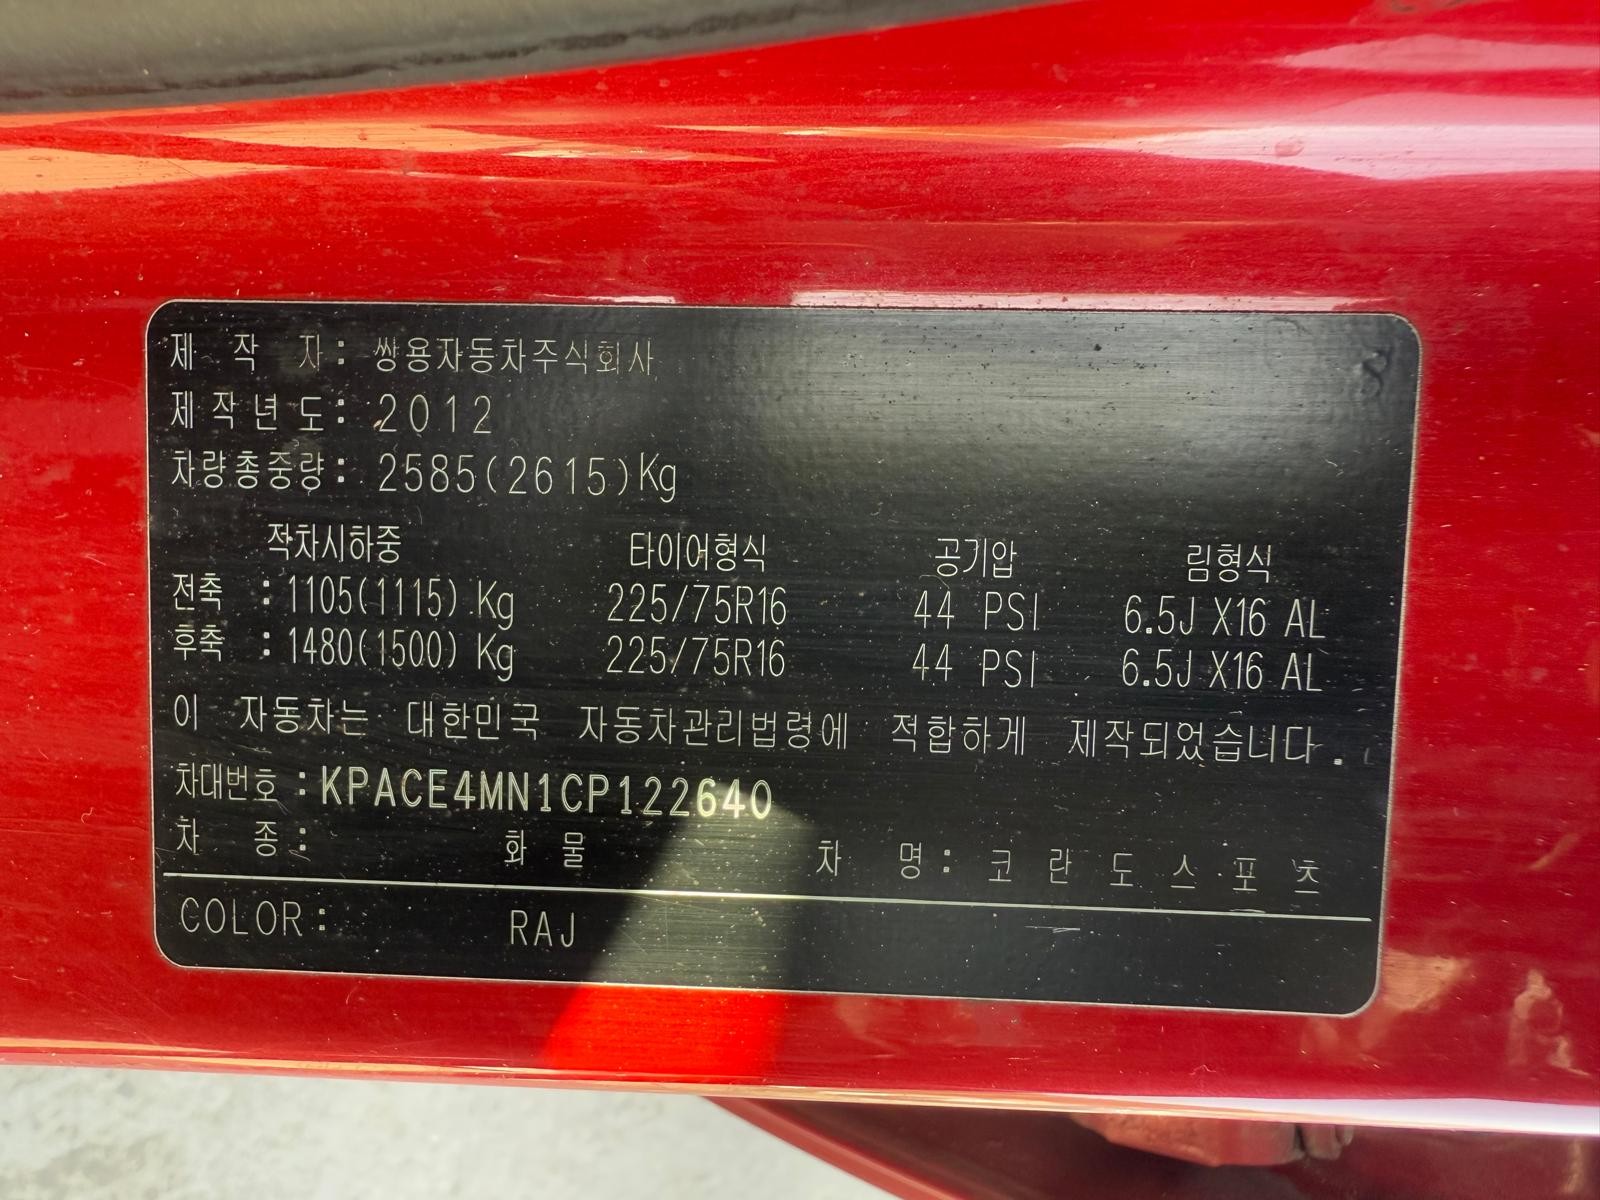 제 작 자: 쌍용자동차주식회사
제작년도: 2012
차량총중량: 2585(2615)Kg
적차시하중 타이어형식 공기압 림형식
전축 : 1105(1115) Kg 225/75R16 44 PSI 6.5J X16 AL
후축 : 1480(1500) Kg 225/75R16 44 PSI 6.5J X16 AL
이 자동차는 대한민국 자동차관리법령에 적합하게 제작되었습니다.
차대번호 : KPACE4MN1CP122640
차 종: 화 물 차 명: 코 란 도 스 포 츠
COLOR: RAJ